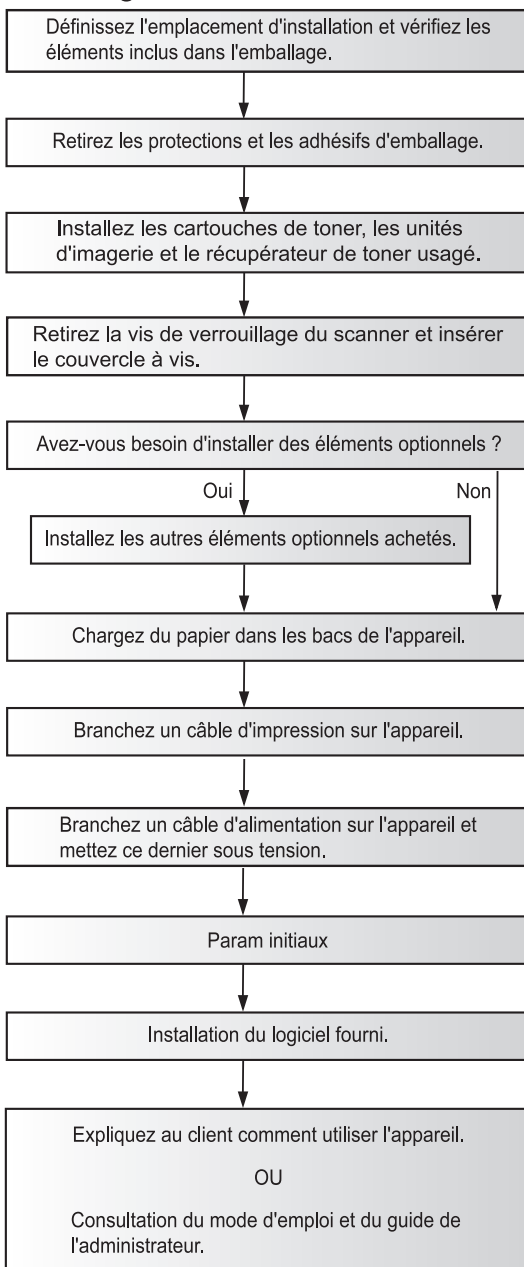 Définissez l'emplacement d'installation et vérifiez les
éléments inclus dans l'emballage.
Retirez les protections et les adhésifs d'emballage.
Installez les cartouches de toner, les unités
d'imagerie et le récupérateur de toner usagé.
Retirez la vis de verrouillage du scanner et insérer
le couvercle à vis.
Avez-vous besoin d'installer des éléments optionnels ?
Oui
Non
Installez les autres éléments optionnels achetés.
Chargez du papier dans les bacs de l'appareil.
Branchez un câble d'impression sur l'appareil.
Branchez un câble d'alimentation sur l'appareil et
mettez ce dernier sous tension.
Param initiaux
Installation du logiciel fourni.
Expliquez au client comment utiliser l'appareil.
OU
Consultation du mode d'emploi et du guide de
l'administrateur.